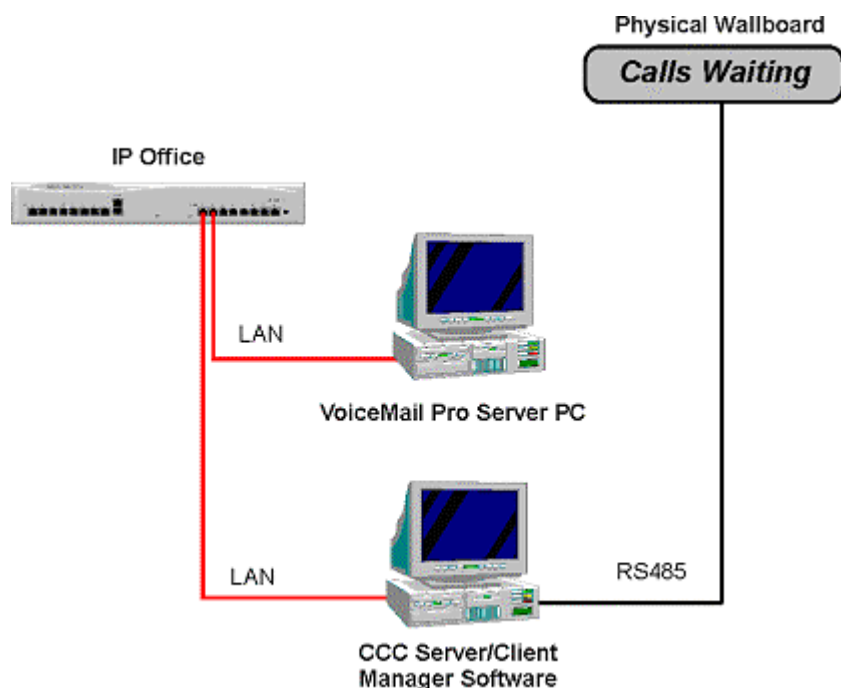 Physical Wallboard
Calls Waiting
IP Office
LAN
VoiceMail Pro Server PC
LAN
RS485
CCC Server/Client
Manager Software